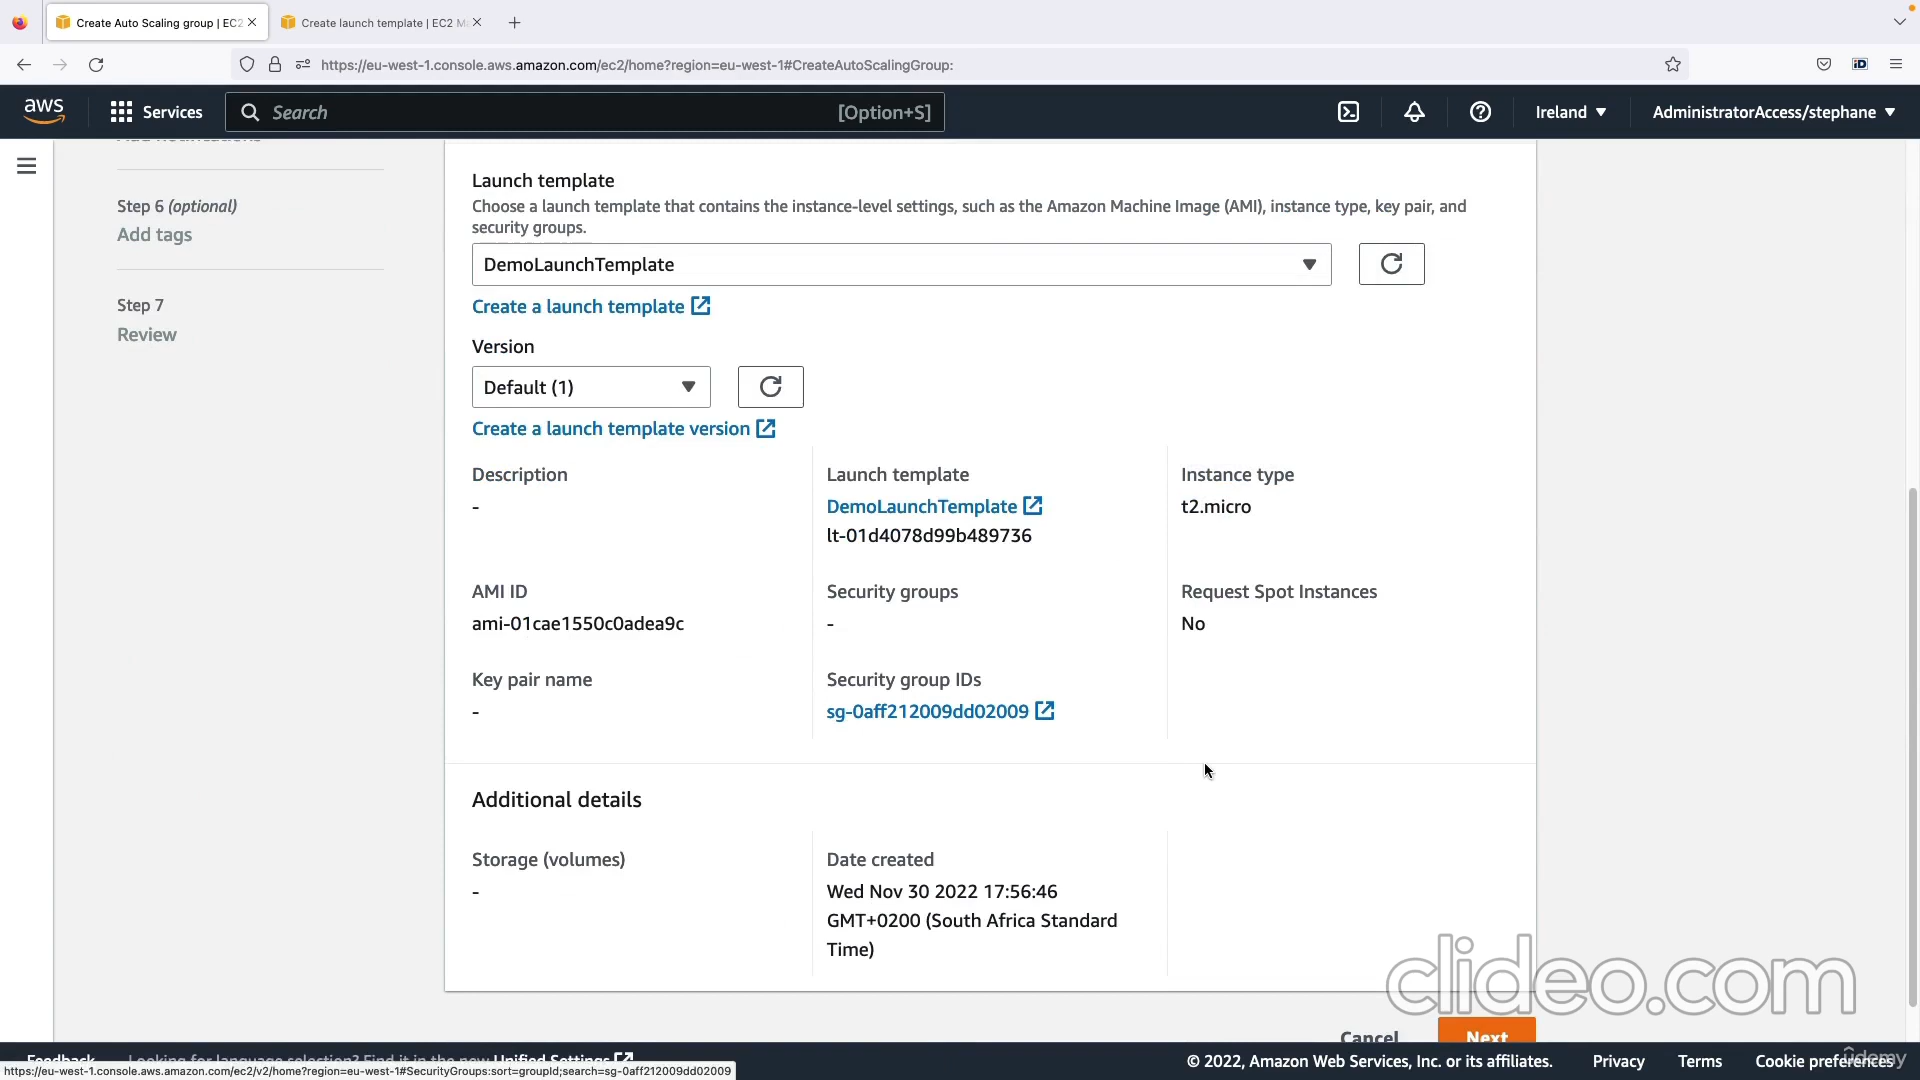 Create Auto Scaling group | EC2
Create launch template | EC2 M
https://eu-west-1.console.aws.amazon.com/ec2/home?region=eu-west-1#CreateAutoScalingGroup:
iD
aws
Services
Search
[Option+S]
Ireland
AdministratorAccess/stephane
Add notifications
Step 6 (optional)
Add tags
Step 7
Review
Launch template
Choose a launch template that contains the instance-level settings, such as the Amazon Machine Image (AMI), instance type, key pair, and
security groups.
DemoLaunchTemplate
Create a launch template
Version
Default (1)
Create a launch template version
Description
-
Launch template
DemoLaunchTemplate
lt-01d4078d99b489736
Instance type
t2.micro
AMI ID
ami-01cae1550c0adea9c
Security groups
-
Request Spot Instances
No
Key pair name
-
Security group IDs
sg-0aff212009dd02009
Additional details
Storage (volumes)
-
Date created
Wed Nov 30 2022 17:56:46
GMT+0200 (South Africa Standard
Time)
clideo.com
Cancel
Next
Feedback
Looking for language selection? Find it in the new Unified Settings
© 2022, Amazon Web Services, Inc. or its affiliates.
Privacy
Terms
Cookie preferences
udemy
https://eu-west-1.console.aws.amazon.com/ec2/v2/home?region=eu-west-1#SecurityGroups:sort=groupId;search=sg-0aff212009dd02009